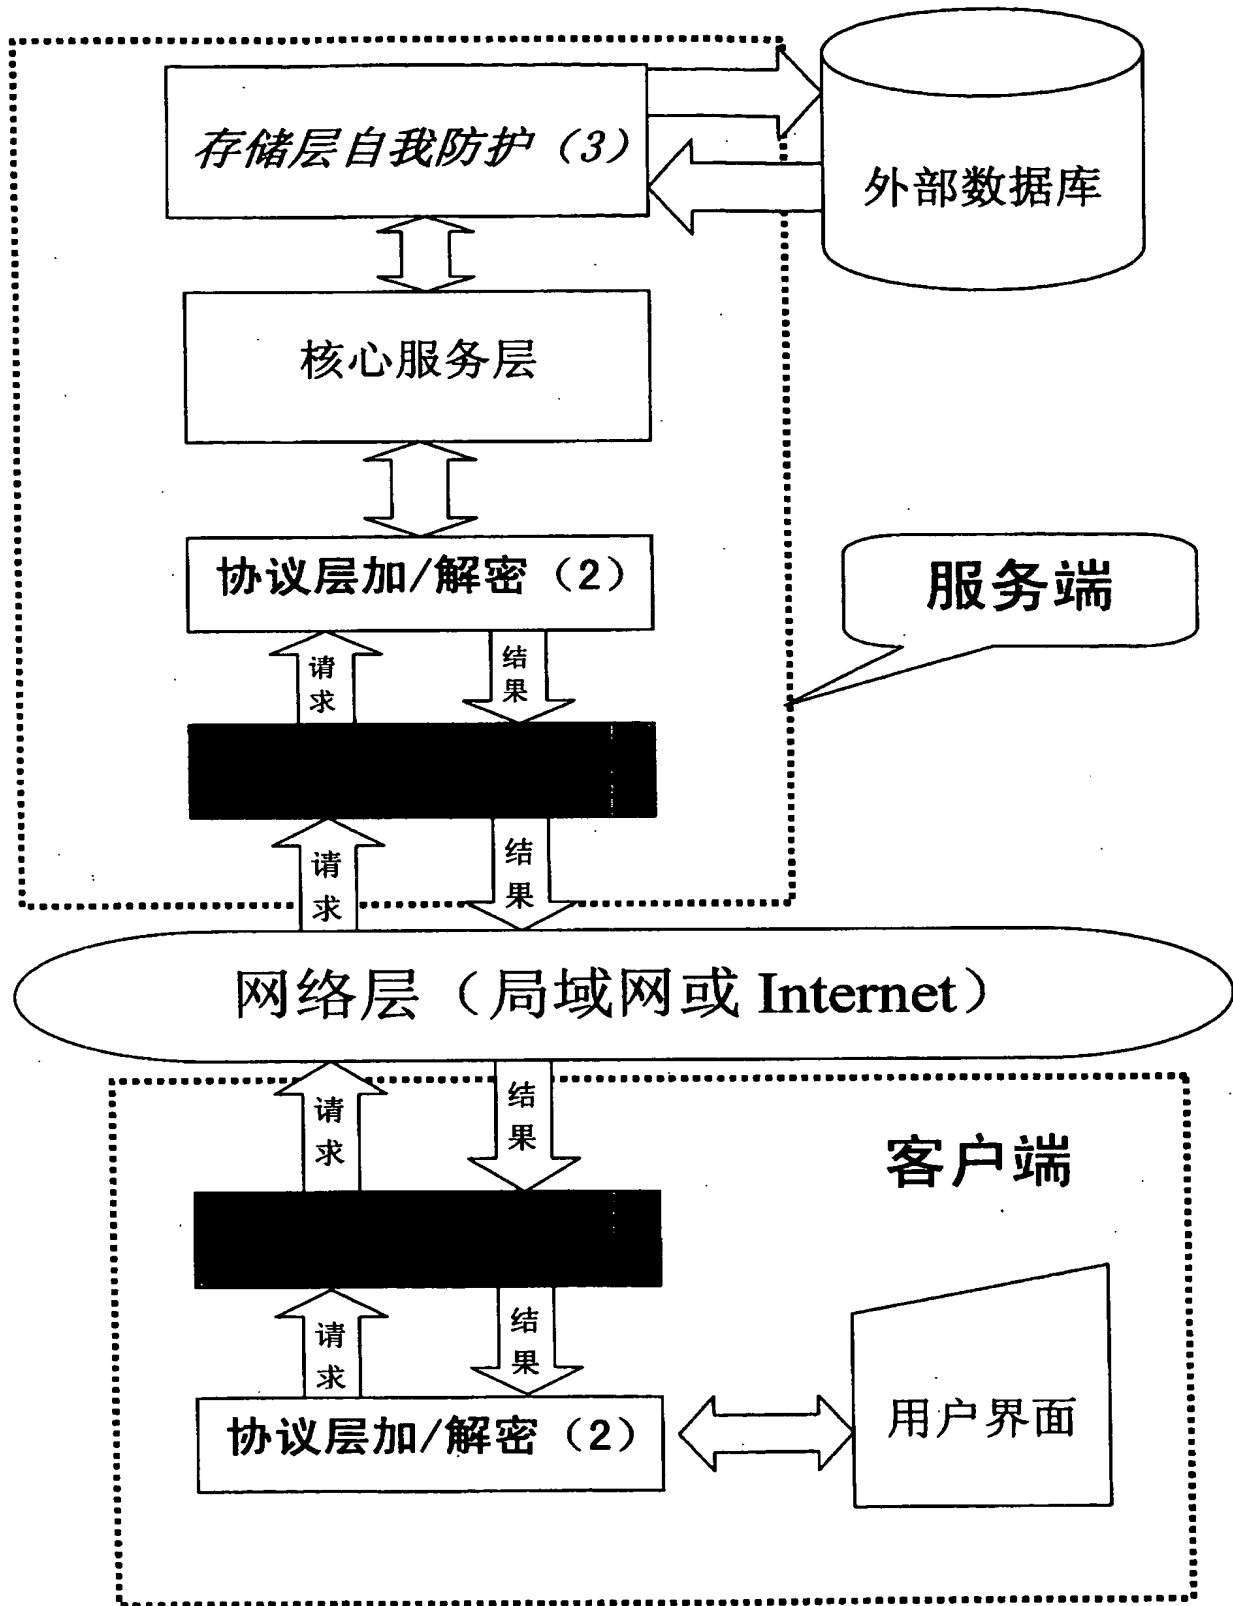 存储层自我防护（3）
外部数据库
核心服务层
协议层加/解密（2）
服务端
请求
结果
请求
结果
网络层（局域网或 Internet）
请求
结果
客户端
请求
结果
协议层加/解密（2）
用户界面